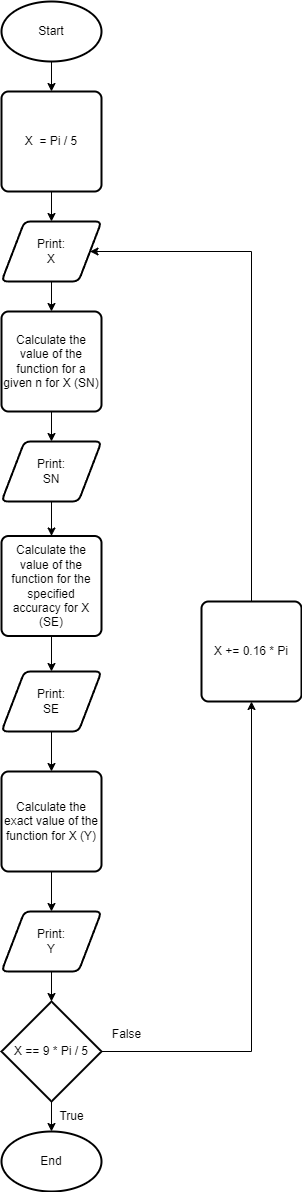 Start
X = Pi / 5
Print:
X
Calculate the
value of the
function for a
given n for X (SN)
Print:
SN
Calculate the
value of the
function for the
specified
accuracy for X
(SE)
X += 0.16 * Pi
Print:
SE
Calculate the
exact value of the
function for X (Y)
Print:
Y
False
X == 9 * Pi / 5
True
End